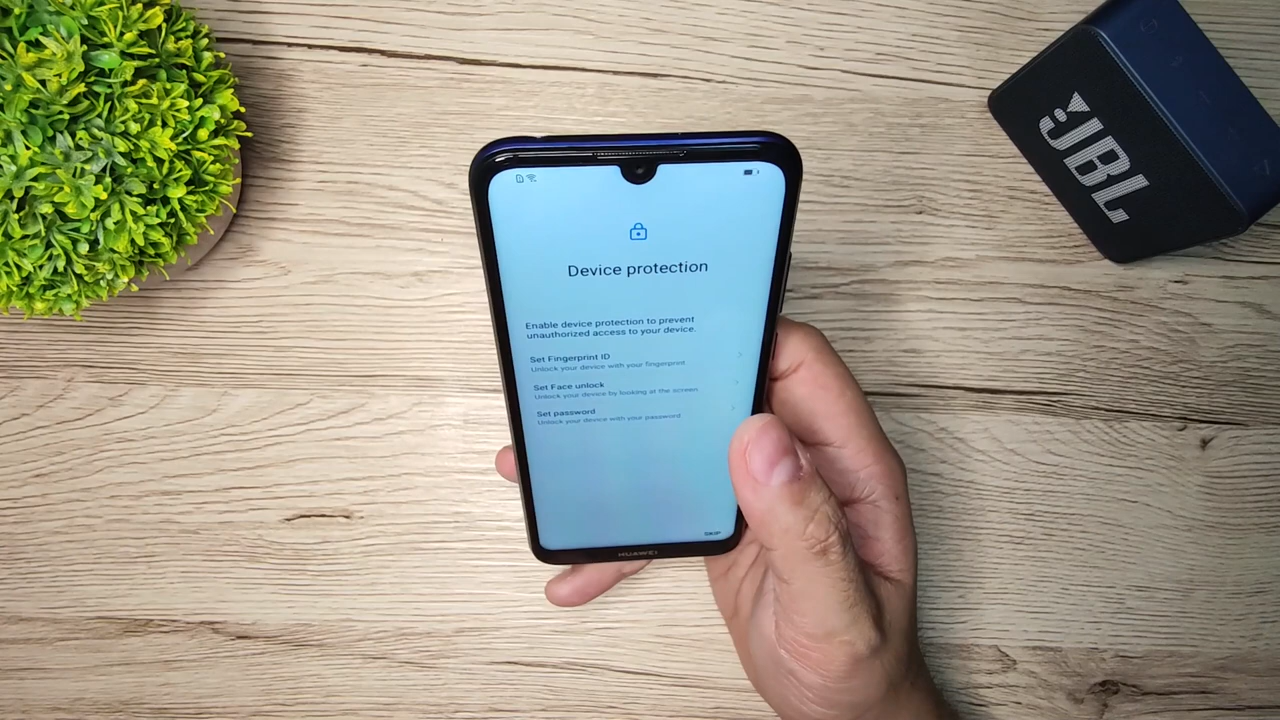 Device protection
Enable device protection to prevent
unauthorized access to your device.
Set Fingerprint ID
Unlock your device with your fingerprint
Set Face unlock
Unlock your device by looking at the screen.
Set password
Unlock your device with your password
SKIP
HUAWEI
JBL